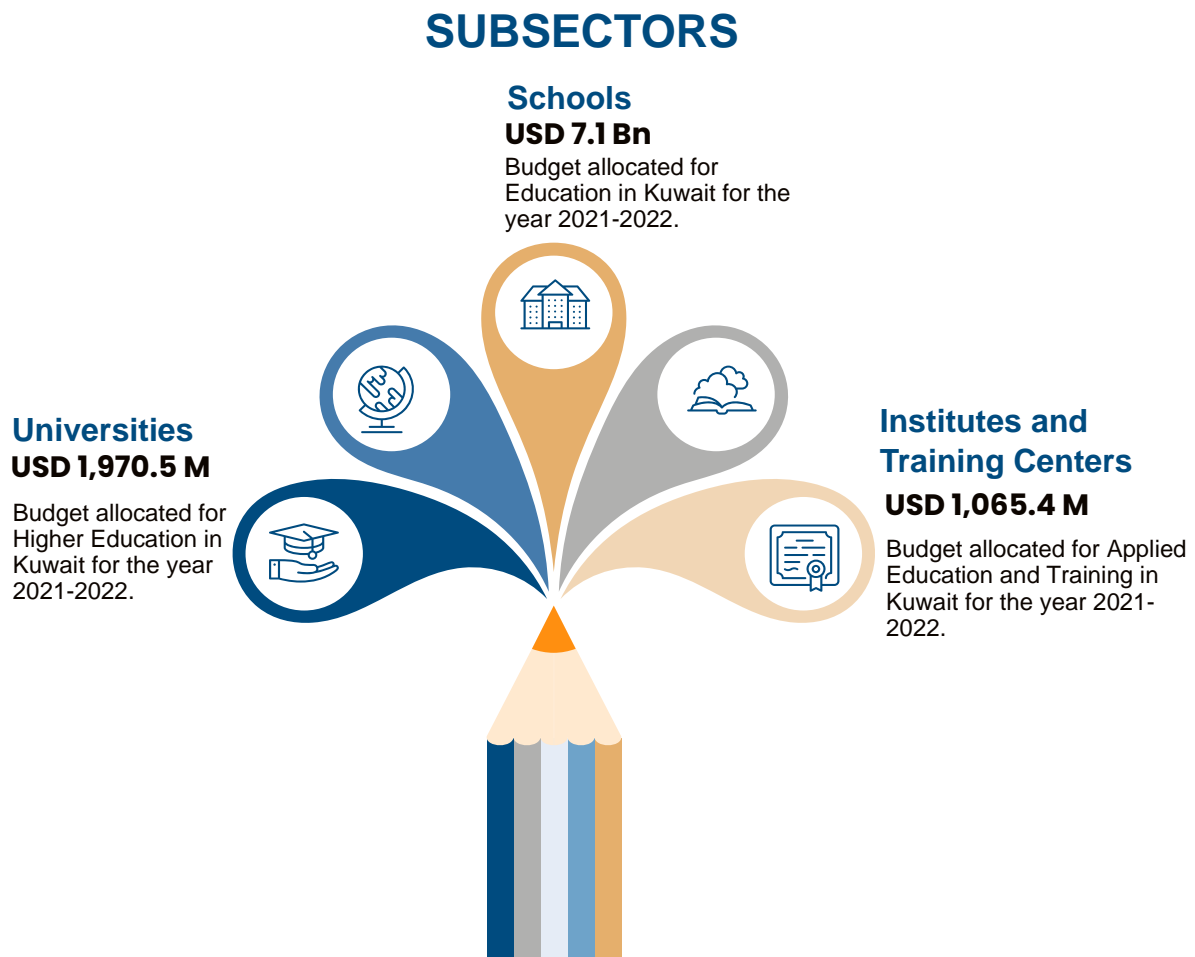 SUBSECTORS
Schools
USD 7.1 Bn
Budget allocated for
Education in Kuwait for the
year 2021-2022.
Universities
USD 1,970.5 M
Budget allocated for
Higher Education in
Kuwait for the year
2021-2022.
Institutes and
Training Centers
USD 1,065.4 M
Budget allocated for Applied
Education and Training in
Kuwait for the year 2021-
2022.